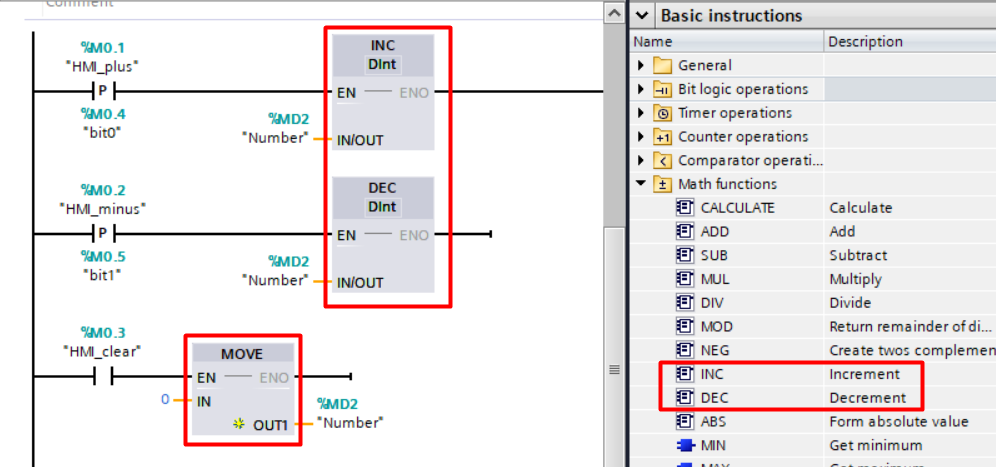 Comment
%M0.1
"HMI_plus"
P
%M0.4
"bit0"
INC
DInt
EN
ENO
%MD2
"Number"
IN/OUT
%M0.2
"HMI_minus"
P
%M0.5
"bit1"
DEC
DInt
EN
ENO
%MD2
"Number"
IN/OUT
%M0.3
"HMI_clear"
MOVE
EN
ENO
0
IN
OUT1
%MD2
"Number"
Basic instructions
Name Description
General
Bit logic operations
Timer operations
+1 Counter operations
Comparator operati...
Math functions
CALCULATE Calculate
ADD Add
SUB Subtract
MUL Multiply
DIV Divide
MOD Return remainder of di...
NEG Create twos complemen
INC Increment
DEC Decrement
ABS Form absolute value
MIN Get minimum
MAX Get maximum